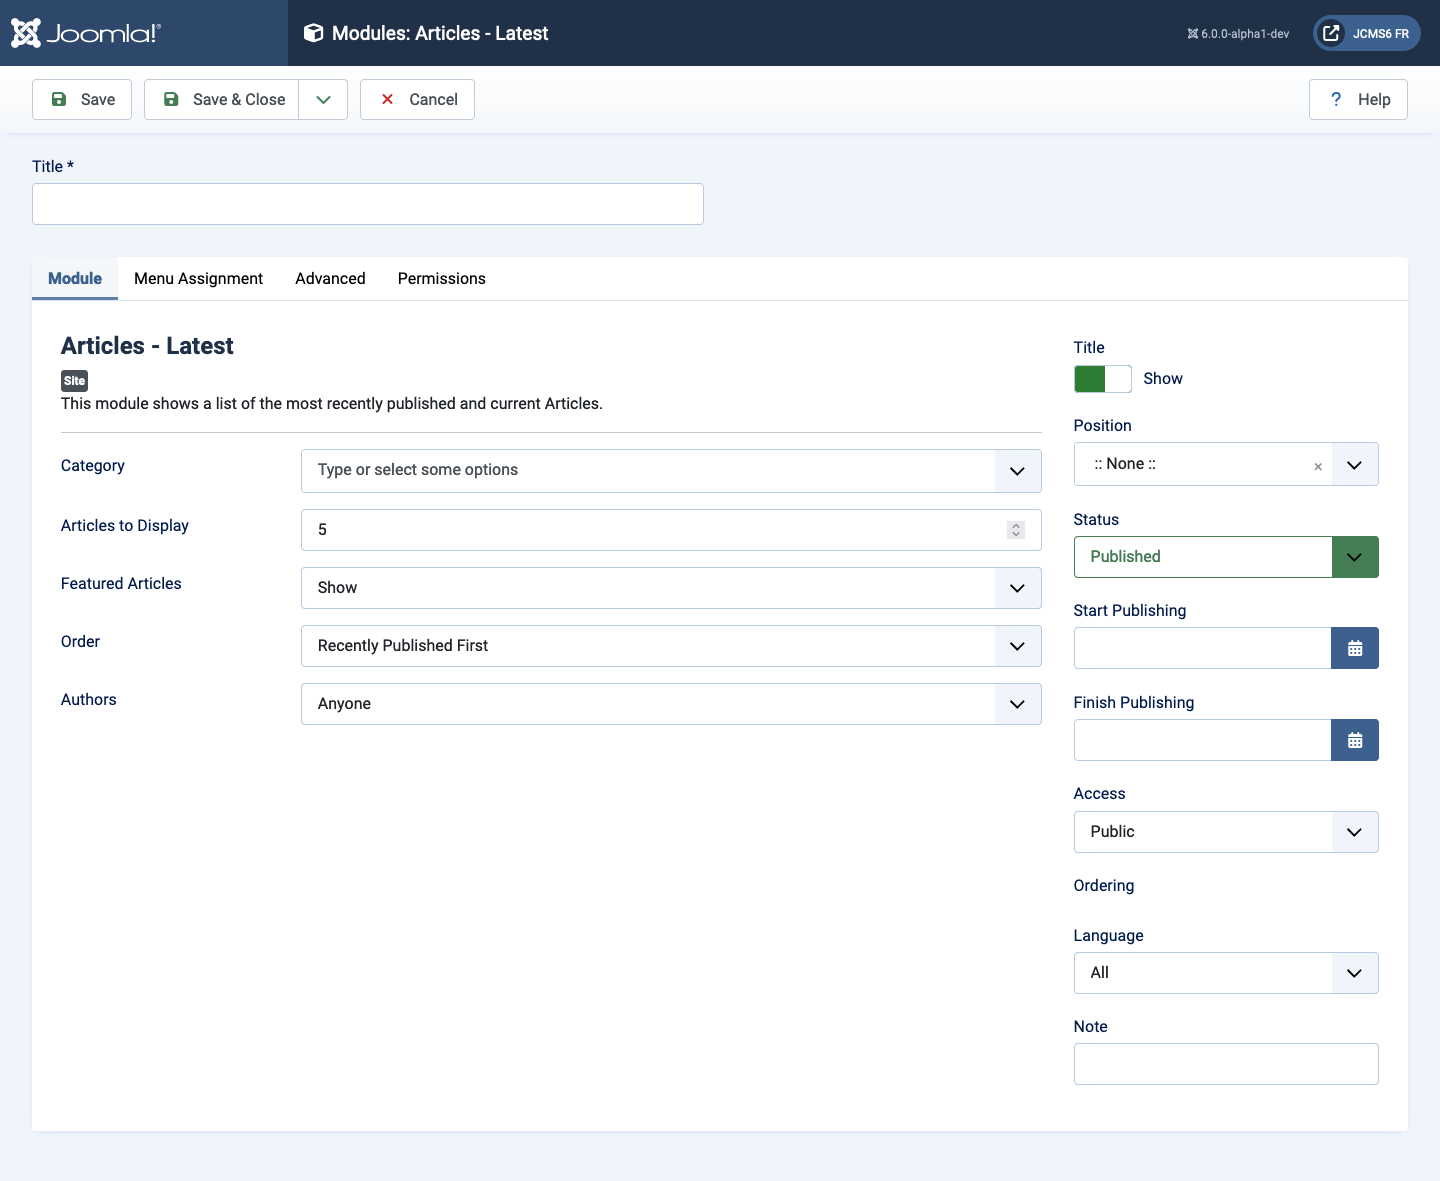 Joomla!®
Modules: Articles - Latest
6.0.0-alpha1-dev
JCMS6 FR
Save
Save & Close
Cancel
? Help
Title *
Module
Menu Assignment
Advanced
Permissions
Articles - Latest
Site
This module shows a list of the most recently published and current Articles.
Category
Type or select some options
Articles to Display
5
Featured Articles
Show
Order
Recently Published First
Authors
Anyone
Title
Show
Position
:: None ::
×
Status
Published
Start Publishing
Finish Publishing
Access
Public
Ordering
Language
All
Note